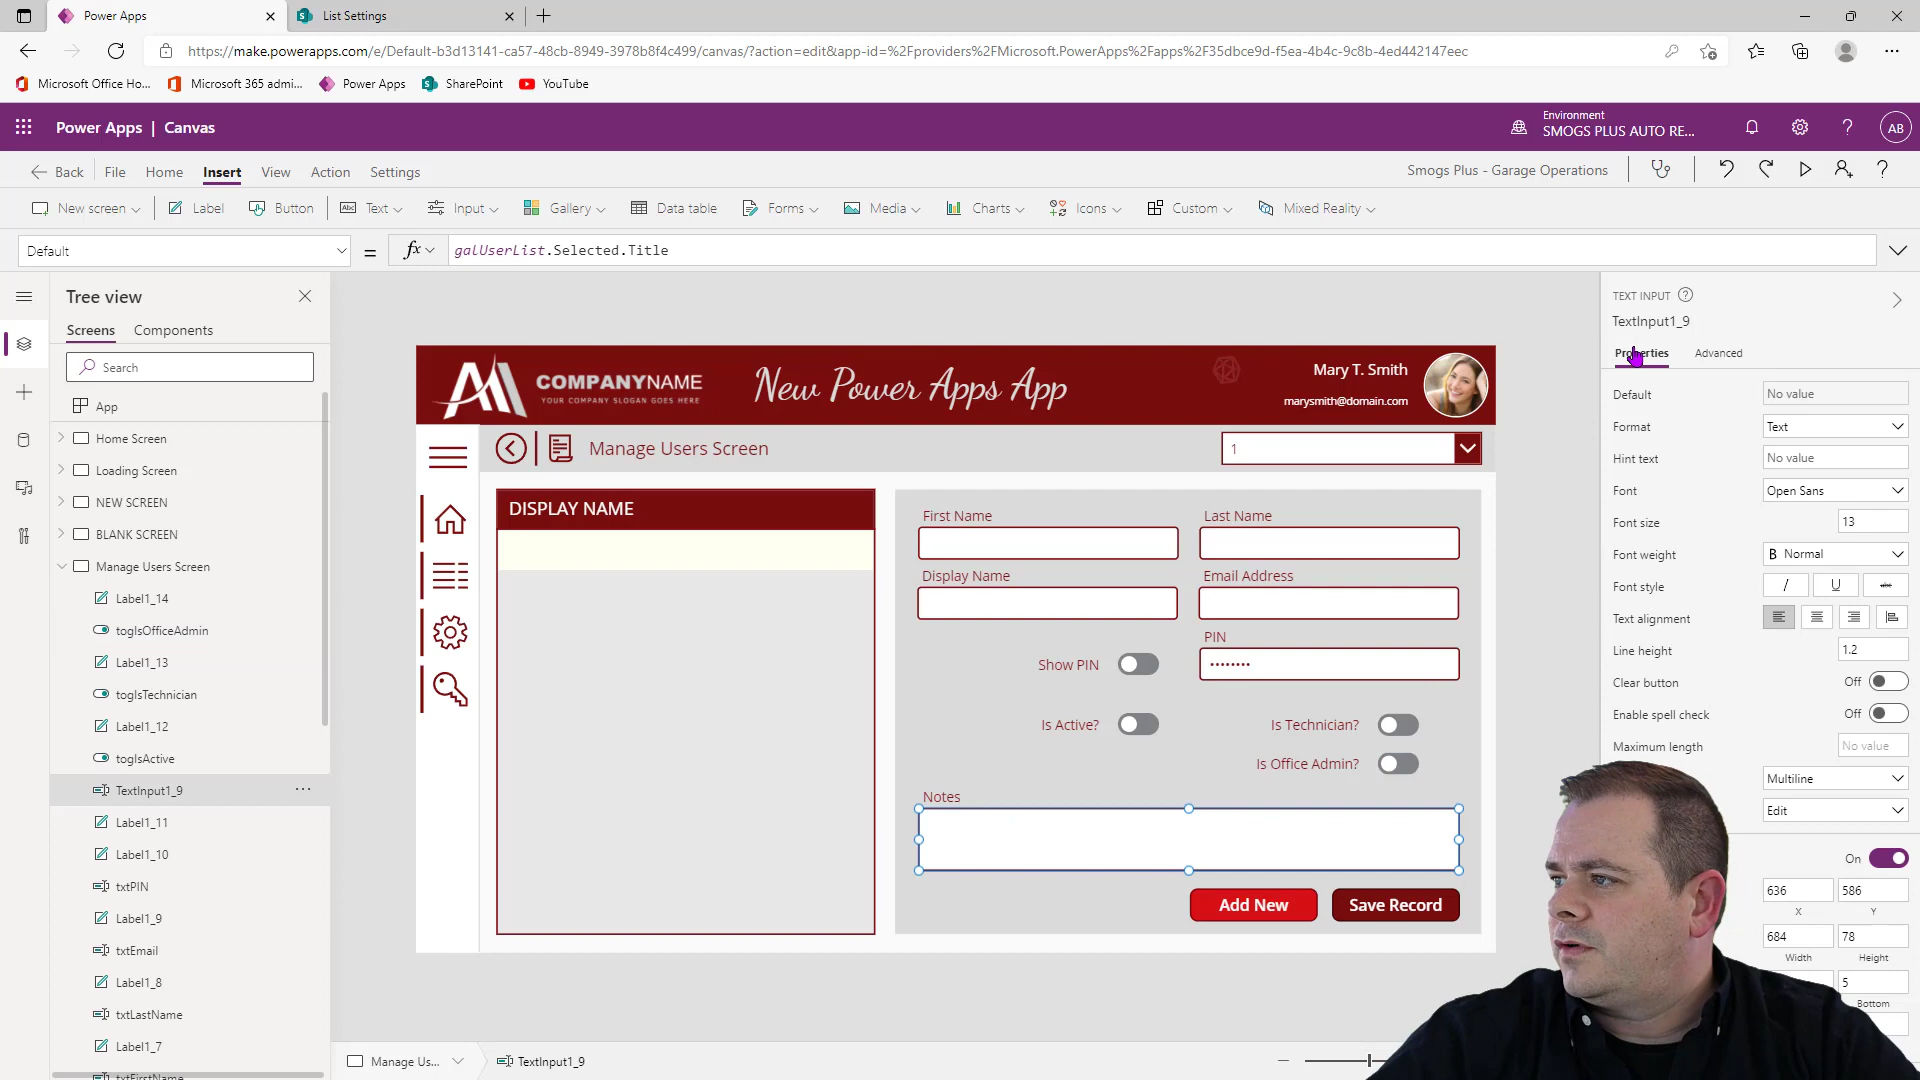 Power Apps
List Settings
https://make.powerapps.com/e/Default-b3d13141-ca57-48cb-8949-3978b8f4c499/canvas/?action=edit&app-id=%2Fproviders%2FMicrosoft.PowerApps%2Fapps%2F35dbce9d-f5ea-4b4c-9c8b-4ed442147eec
Microsoft Office Ho...
Microsoft 365 admi...
Power Apps
SharePoint
YouTube
Power Apps | Canvas
Environment
SMOGS PLUS AUTO RE...
AB
Back
File
Home
Insert
View
Action
Settings
Smogs Plus - Garage Operations
New screen
Label
Button
Abc Text
Input
Gallery
Data table
Forms
Media
Charts
Icons
Custom
Mixed Reality
Default
=
fx
galUserList.Selected.Title
Tree view
Screens
Components
Search
App
Home Screen
Loading Screen
NEW SCREEN
BLANK SCREEN
Manage Users Screen
Label1_14
togIsOfficeAdmin
Label1_13
togIsTechnician
Label1_12
togIsActive
TextInput1_9
Label1_11
Label1_10
txtPIN
Label1_9
txtEmail
Label1_8
txtLastName
Label1_7
txtFirstName
COMPANYNAME
YOUR COMPANY SLOGAN GOES HERE
New Power Apps App
Mary T. Smith
marysmith@domain.com
Manage Users Screen
1
DISPLAY NAME
First Name
Last Name
Display Name
Email Address
PIN
Show PIN
••••••••
Is Active?
Is Technician?
Is Office Admin?
Notes
Add New
Save Record
Manage Us...
TextInput1_9
TEXT INPUT
TextInput1_9
Properties
Advanced
Default
No value
Format
Text
Hint text
No value
Font
Open Sans
Font size
13
Font weight
B Normal
Font style
/ U abc
Text alignment
Line height
1.2
Clear button
Off
Enable spell check
Off
Maximum length
No value
Multiline
Edit
On
636
586
X
Y
684
78
Width
Height
5
Bottom